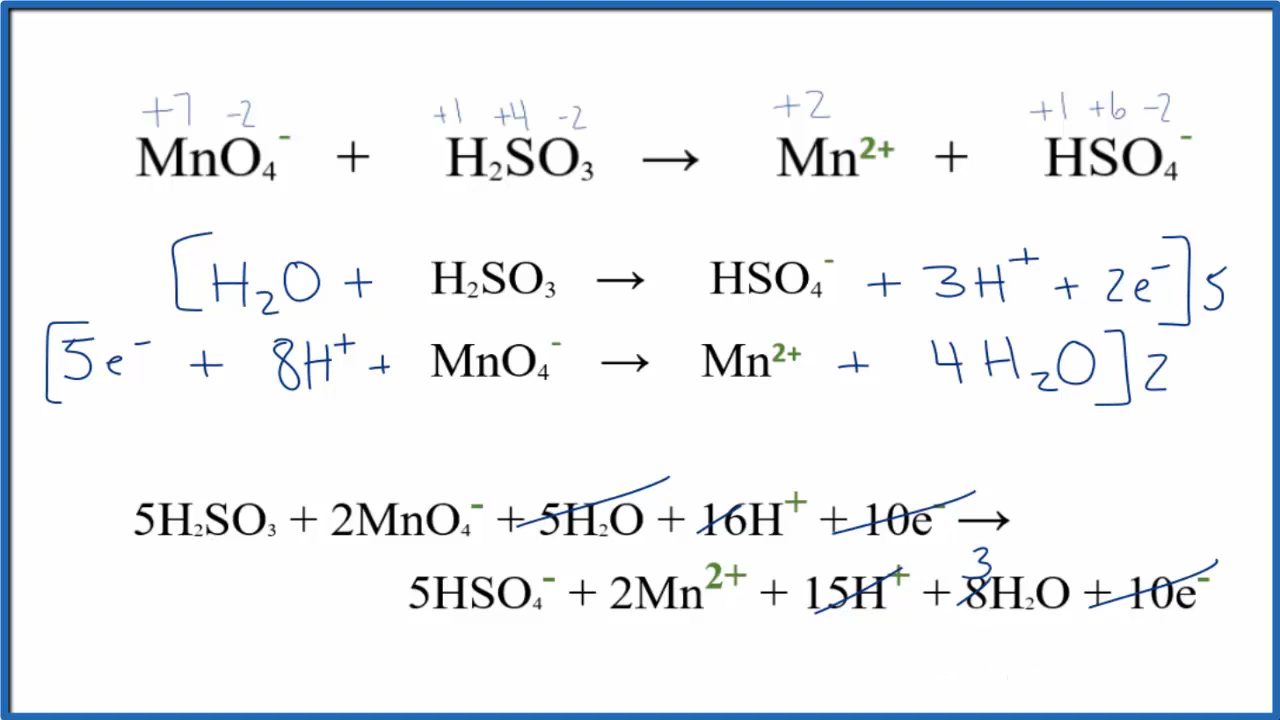 +7 -2 +1 +4 -2 +2 +1 +6 -2
MnO₄⁻ + H₂SO₃ → Mn²⁺ + HSO₄⁻
[H₂O + H₂SO₃ → HSO₄⁻ + 3H⁺ + 2e⁻]5
[5e⁻ + 8H⁺ + MnO₄⁻ → Mn²⁺ + 4H₂O]2
5H₂SO₃ + 2MnO₄⁻ + 5H₂O + 16H⁺ + 10e⁻ →
3
5HSO₄⁻ + 2Mn²⁺ + 15H⁺ + 8H₂O + 10e⁻